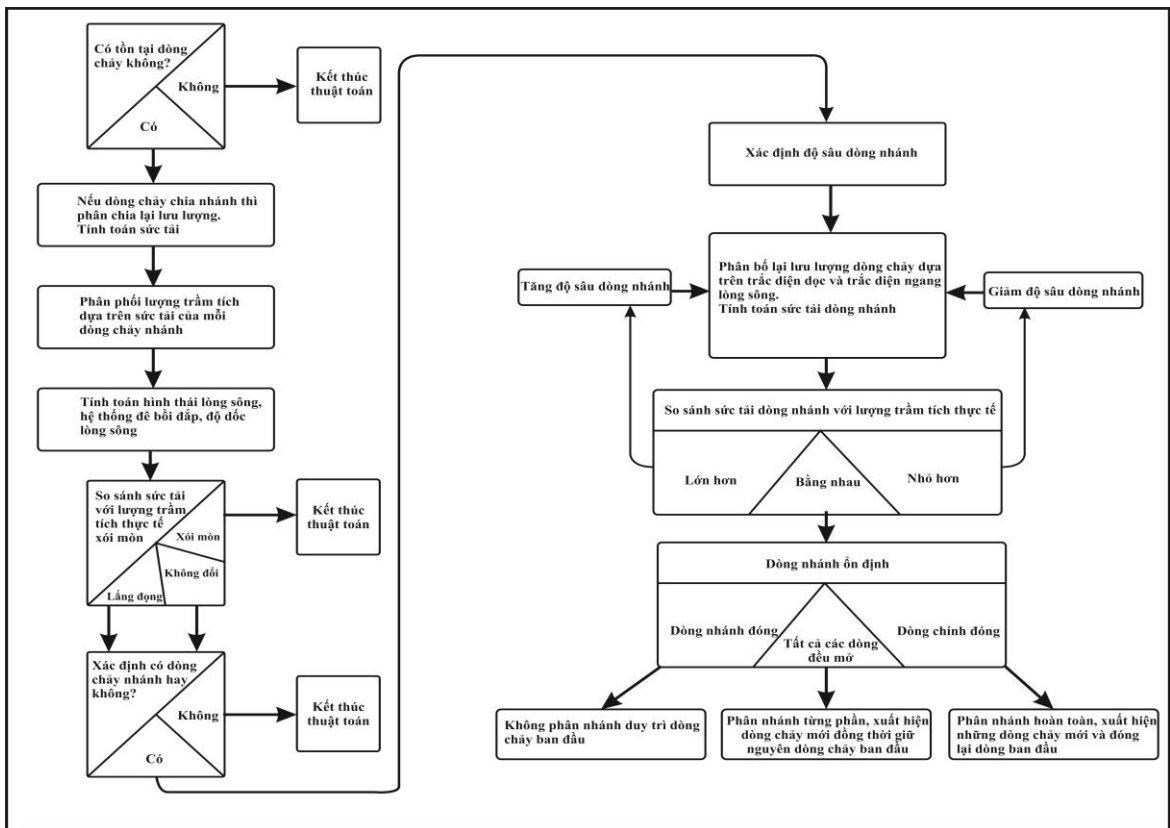 Có tồn tại dòng
chảy không?
Không
Có
Kết thúc
thuật toán
Nếu dòng chảy chia nhánh thì
phân chia lại lưu lượng.
Tính toán sức tải
Phân phối lượng trầm tích
dựa trên sức tải của mỗi
dòng chảy nhánh
Tính toán hình thái lòng sông,
hệ thống đê bồi đắp, độ dốc
lòng sông
So sánh sức tải
với lượng trầm
tích thực tế
xói mòn
Xói mòn
Không đổi
Lắng đọng
Kết thúc
thuật toán
Xác định có dòng
chảy nhánh hay
không?
Không
Có
Kết thúc
thuật toán
Xác định độ sâu dòng nhánh
Phân bố lại lưu lượng dòng chảy dựa
trên trắc diện dọc và trắc diện ngang
lòng sông.
Tính toán sức tải dòng nhánh
Tăng độ sâu dòng nhánh
Giảm độ sâu dòng nhánh
So sánh sức tải dòng nhánh với lượng trầm tích thực tế
Lớn hơn
Bằng nhau
Nhỏ hơn
Dòng nhánh ổn định
Dòng nhánh đóng
Tất cả các dòng
đều mở
Dòng chính đóng
Không phân nhánh duy trì dòng
chảy ban đầu
Phân nhánh từng phần, xuất hiện
dòng chảy mới đồng thời giữ
nguyên dòng chảy ban đầu
Phân nhánh hoàn toàn, xuất hiện
những dòng chảy mới và đóng
lại dòng ban đầu